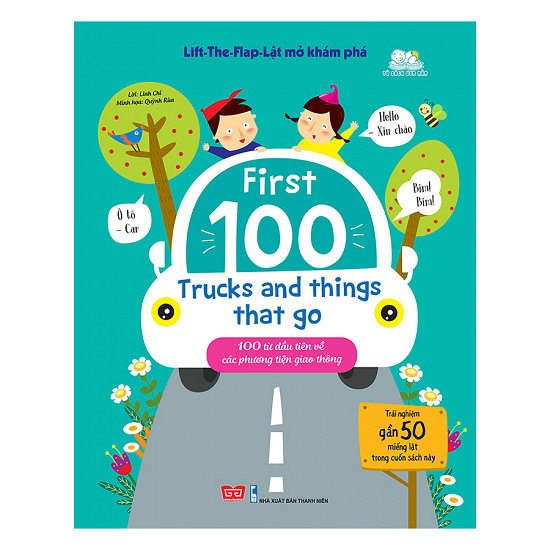 Lift-The-Flap-Lật mở khám phá
TỦ SÁCH VUN ĐẮP
Lời: Linh Chi
Minh họa: Quỳnh Rùa
Hello
- Xin chào
First
Bim!
Bim!
Ô tô
- Car
100
Trucks and things
that go
100 từ đầu tiên về
các phương tiện giao thông
Trải nghiệm
gần 50
miếng lật
trong cuốn sách này
NHÀ XUẤT BẢN THANH NIÊN